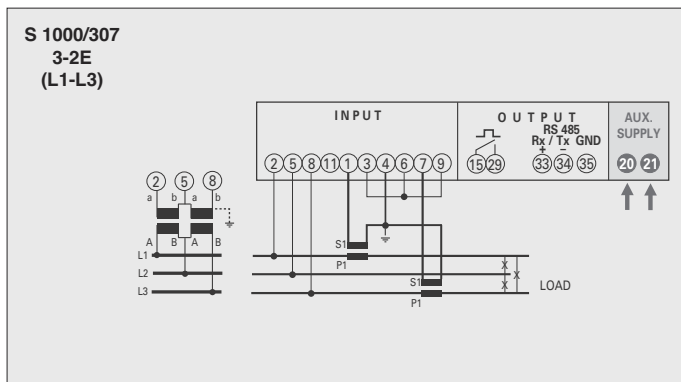 S 1000/307
3-2E
(L1-L3)
INPUT
OUTPUT
RS 485
Rx / Tx GND
+ –
AUX.
SUPPLY
2 5 8 11 1 3 4 6 7 9
15 29 33 34 35
20 21
2 5 8
a b a b
A B A B
L1
L2
L3
S1
P1
S1
P1
LOAD